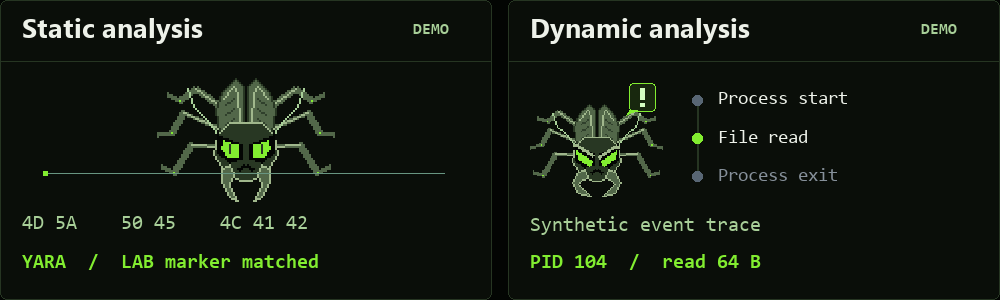 Static analysis
DEMO
4D 5A 50 45 4C 41 42
YARA / LAB marker matched
Dynamic analysis
DEMO
!
Process start
File read
Process exit
Synthetic event trace
PID 104 / read 64 B